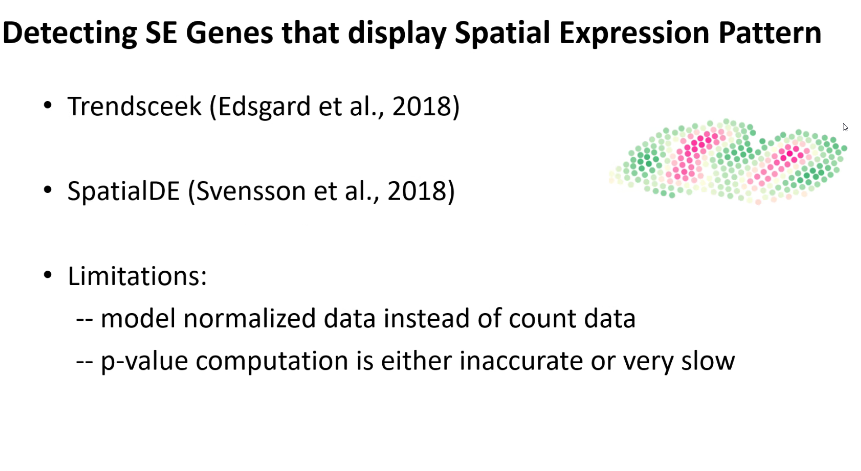 Detecting SE Genes that display Spatial Expression Pattern
• Trendsceek (Edsgard et al., 2018)
• SpatialDE (Svensson et al., 2018)
• Limitations:
-- model normalized data instead of count data
-- p-value computation is either inaccurate or very slow